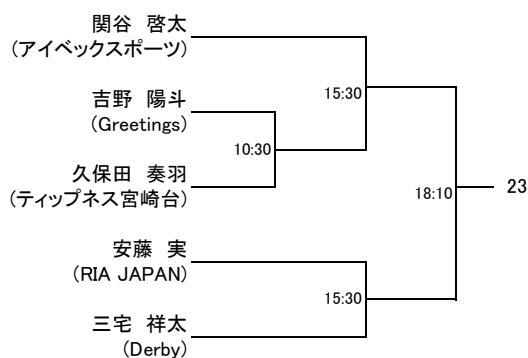 関谷 啓太
(アイベックスポーツ)
15:30
吉野 陽斗
(Greetings)
10:30
久保田 奏羽
(ティップネス宮崎台)
18:10
23
安藤 実
(RIA JAPAN)
15:30
三宅 祥太
(Derby)